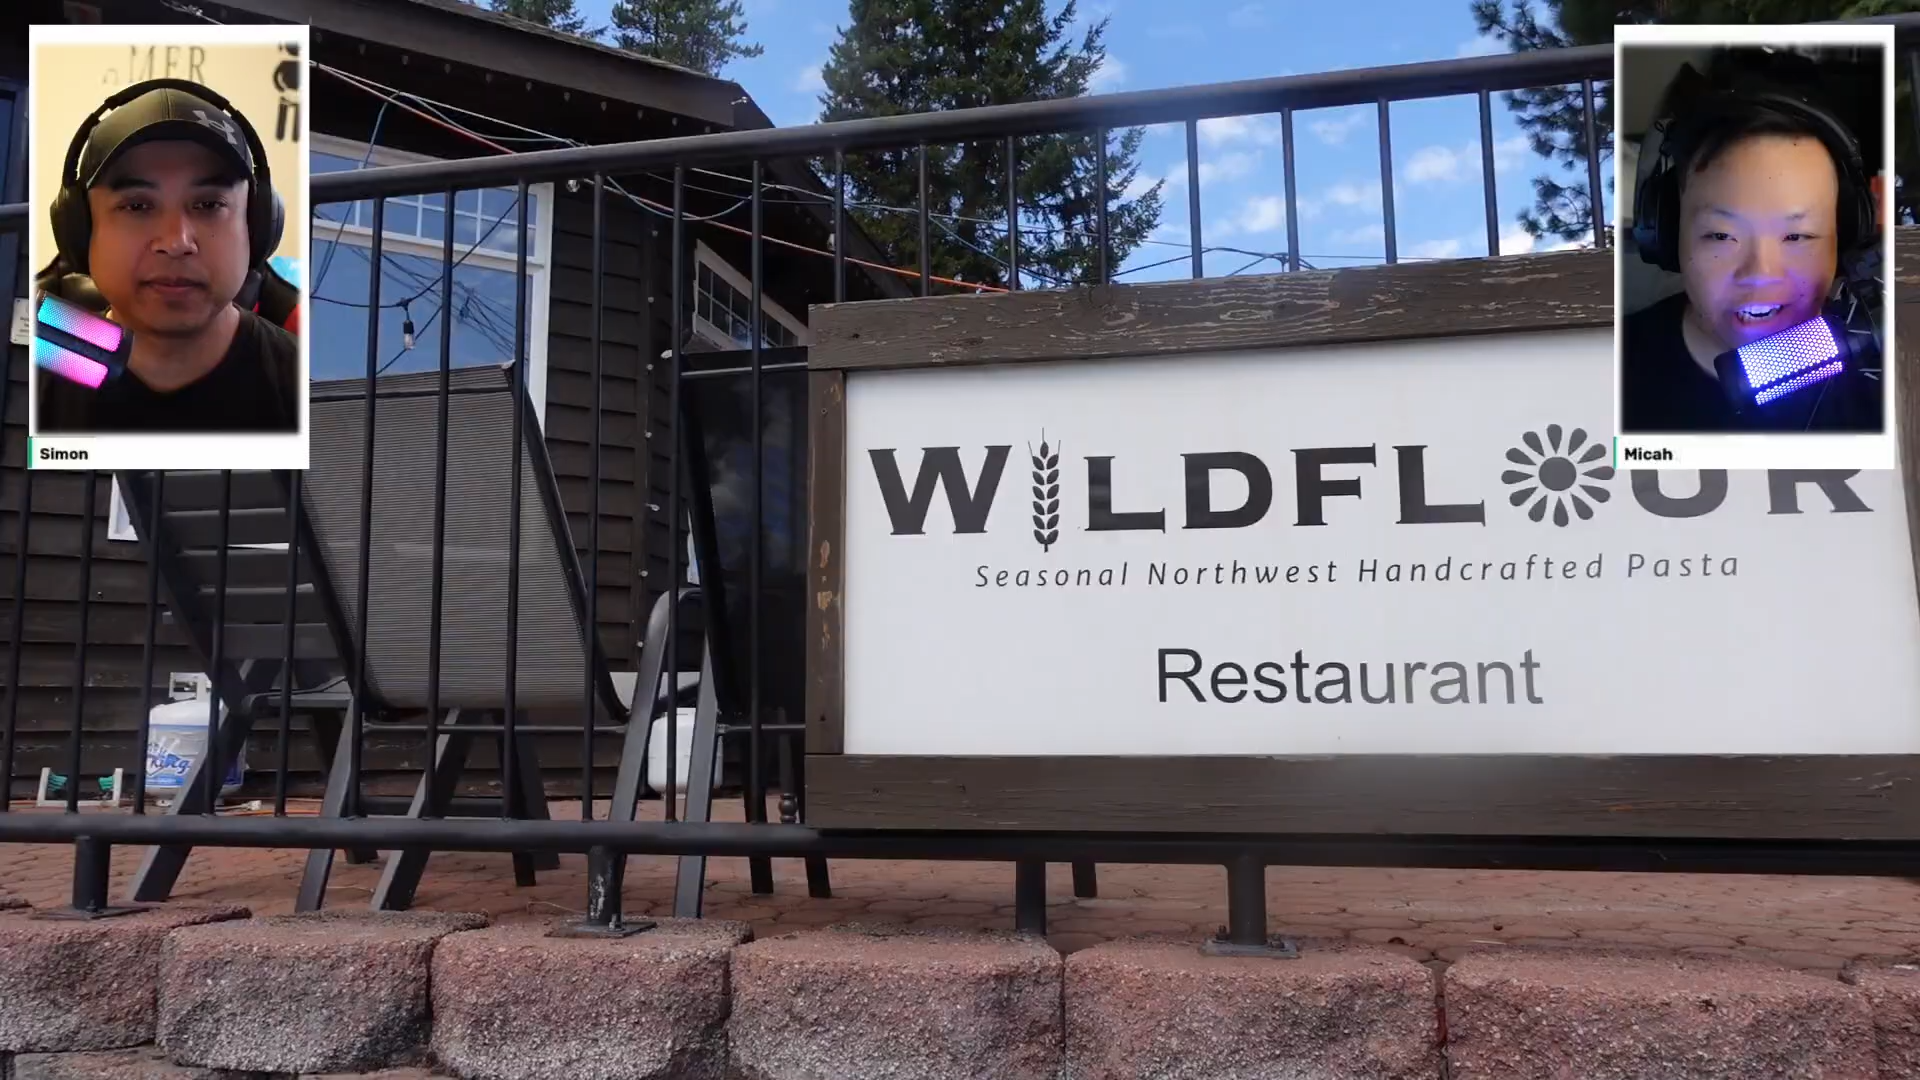 Simon
Micah
WILDFLOUR
Seasonal Northwest Handcrafted Pasta
Restaurant